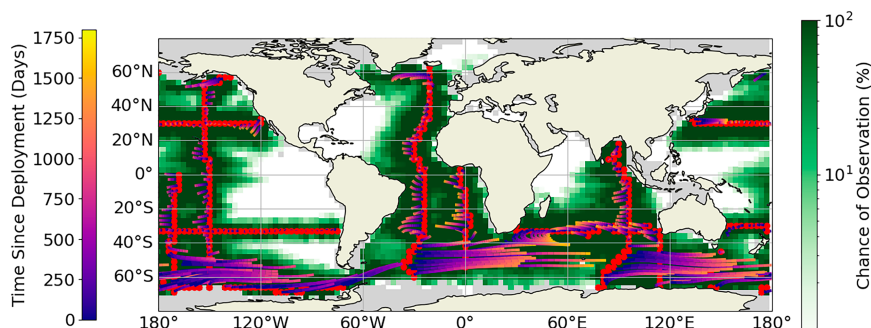 Time Since Deployment (Days)
1750
1500
1250
1000
750
500
250
0
60°N
40°N
20°N
0°
20°S
40°S
60°S
180°
120°W
60°W
0°
60°E
120°E
180°
10²
10¹
Chance of Observation (%)